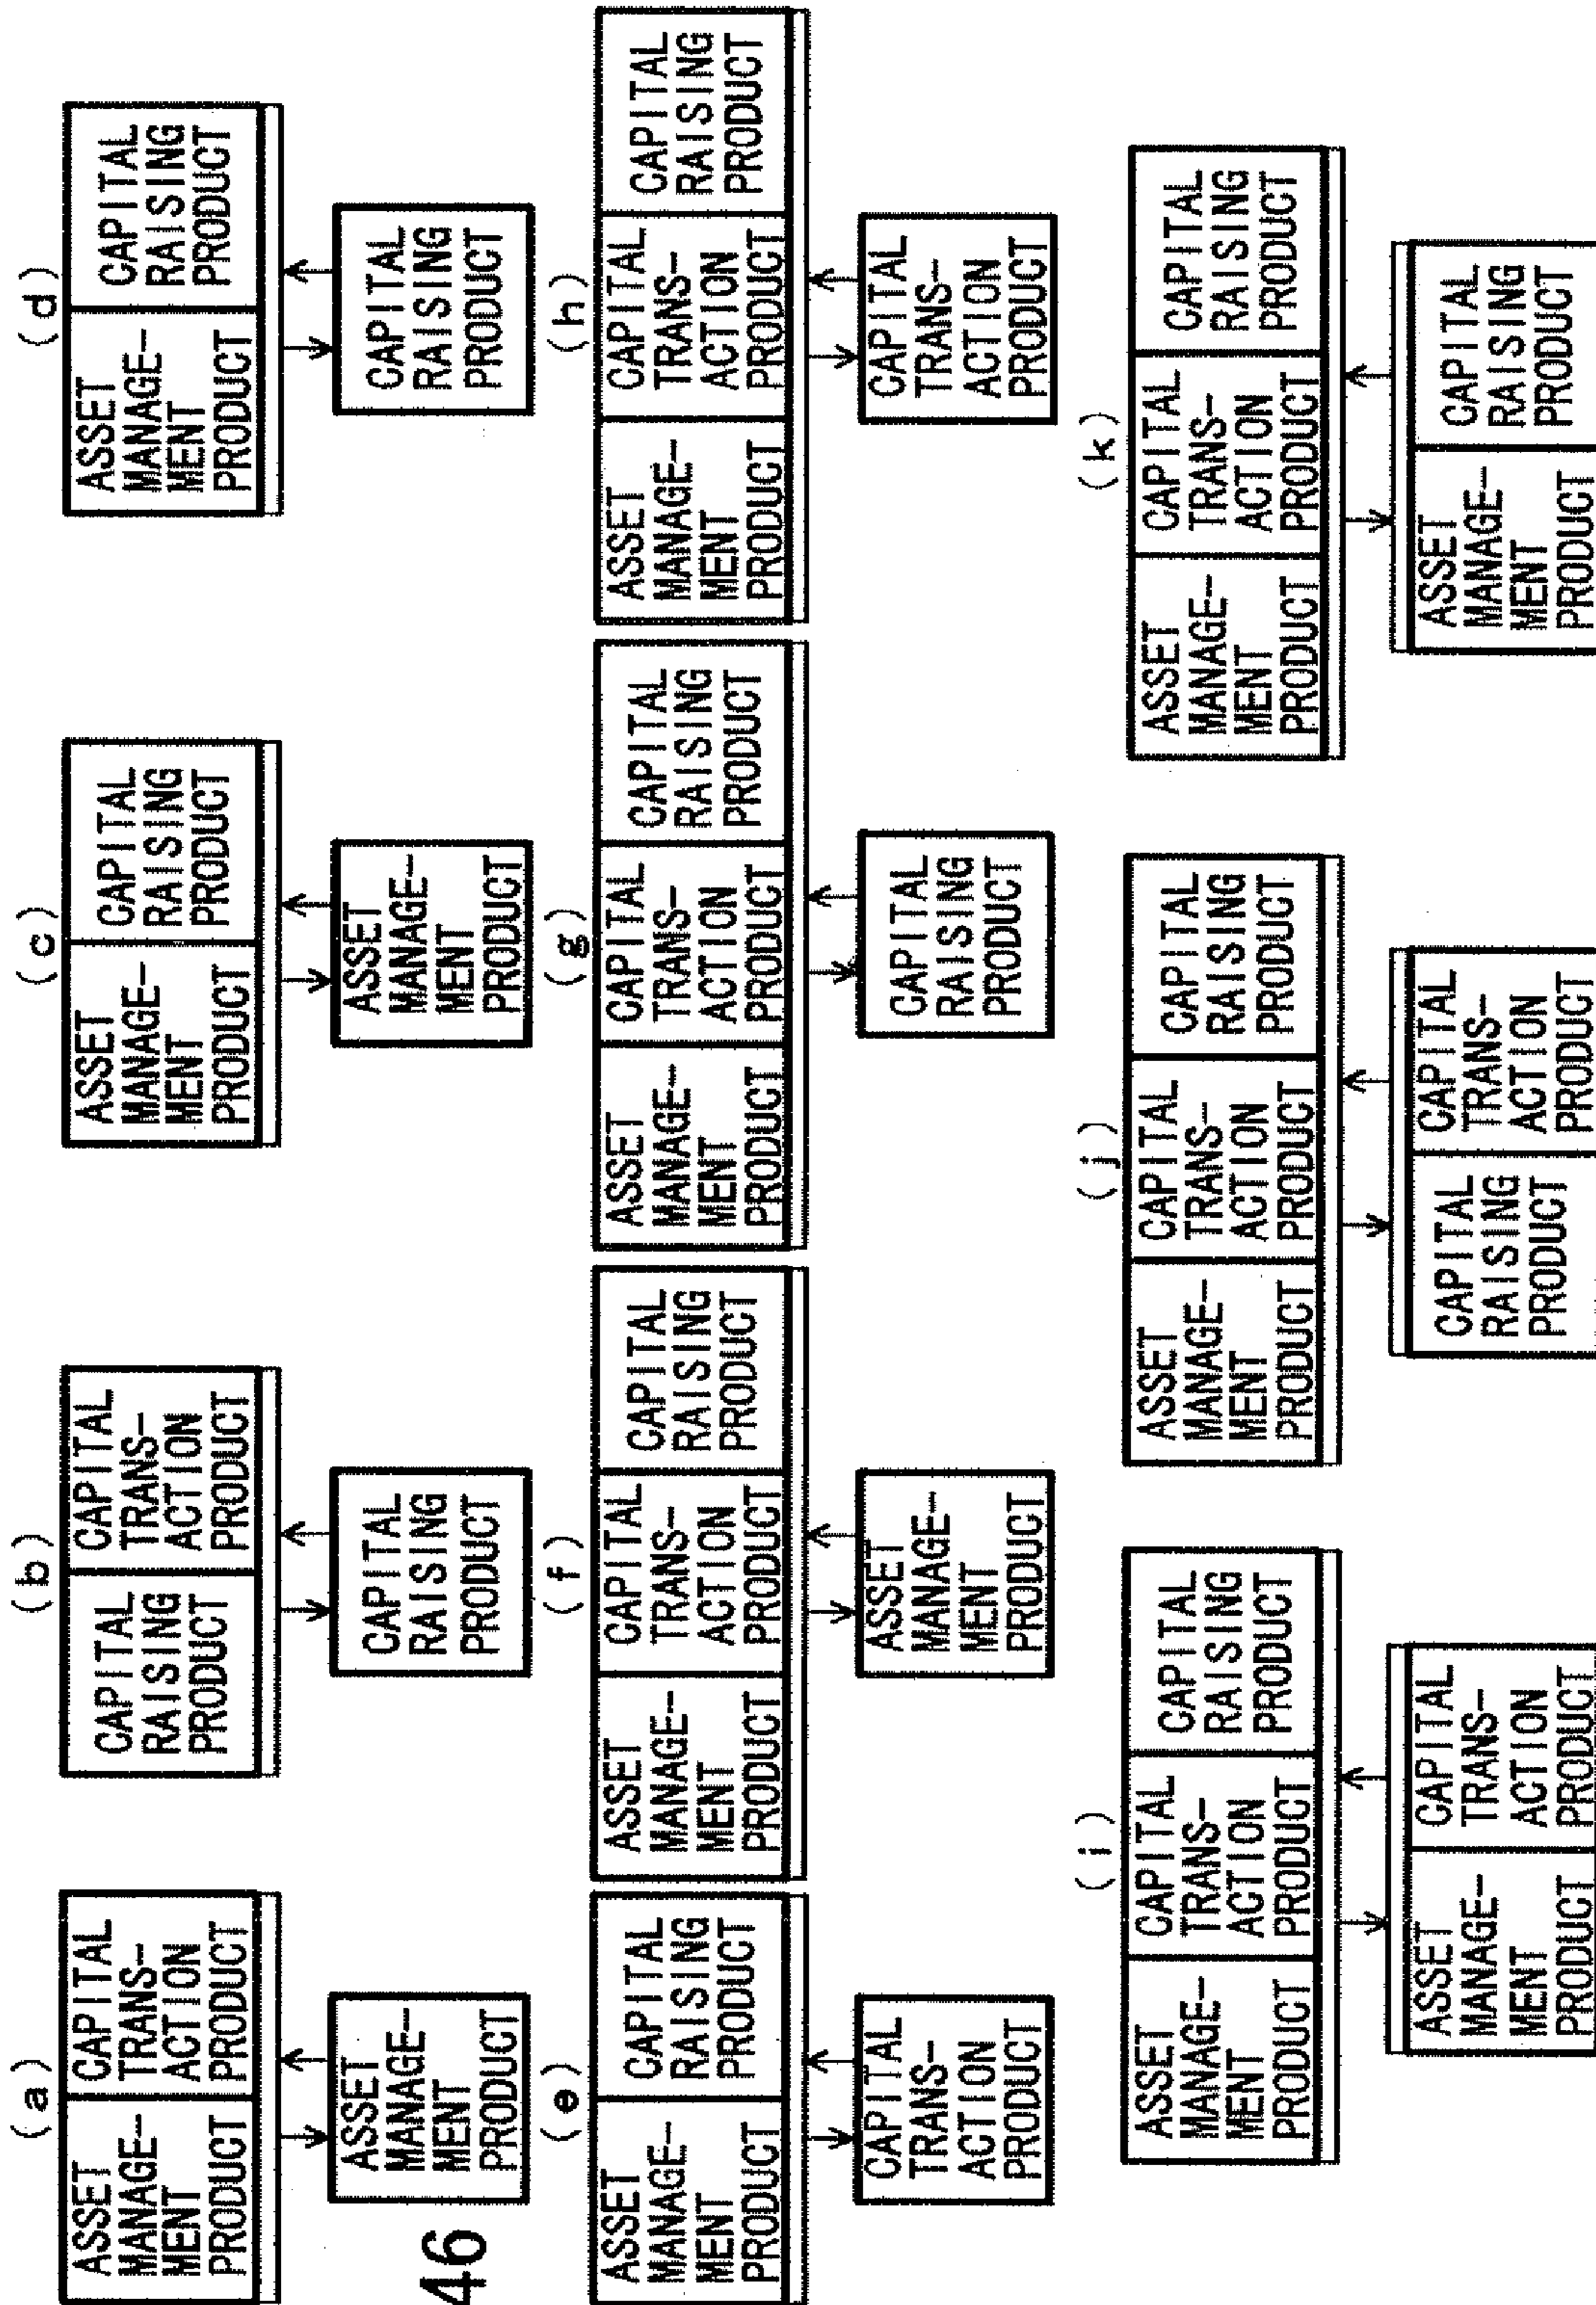 (a)
ASSET
MANAGE-
MENT
PRODUCT
CAPITAL
TRANS-
ACTION
PRODUCT
ASSET
MANAGE-
MENT
PRODUCT
(b)
CAPITAL
RAISING
PRODUCT
CAPITAL
TRANS-
ACTION
PRODUCT
CAPITAL
RAISING
PRODUCT
(c)
ASSET
MANAGE-
MENT
PRODUCT
CAPITAL
RAISING
PRODUCT
ASSET
MANAGE-
MENT
PRODUCT
(d)
ASSET
MANAGE-
MENT
PRODUCT
CAPITAL
RAISING
PRODUCT
CAPITAL
RAISING
PRODUCT
46
(e)
ASSET
MANAGE-
MENT
PRODUCT
CAPITAL
RAISING
PRODUCT
CAPITAL
TRANS-
ACTION
PRODUCT
(f)
ASSET
MANAGE-
MENT
PRODUCT
CAPITAL
TRANS-
ACTION
PRODUCT
CAPITAL
RAISING
PRODUCT
ASSET
MANAGE-
MENT
PRODUCT
(g)
ASSET
MANAGE-
MENT
PRODUCT
CAPITAL
TRANS-
ACTION
PRODUCT
CAPITAL
RAISING
PRODUCT
CAPITAL
RAISING
PRODUCT
(h)
ASSET
MANAGE-
MENT
PRODUCT
CAPITAL
TRANS-
ACTION
PRODUCT
CAPITAL
RAISING
PRODUCT
CAPITAL
TRANS-
ACTION
PRODUCT
(i)
ASSET
MANAGE-
MENT
PRODUCT
CAPITAL
TRANS-
ACTION
PRODUCT
CAPITAL
RAISING
PRODUCT
ASSET
MANAGE-
MENT
PRODUCT
CAPITAL
TRANS-
ACTION
PRODUCT
(j)
ASSET
MANAGE-
MENT
PRODUCT
CAPITAL
TRANS-
ACTION
PRODUCT
CAPITAL
RAISING
PRODUCT
CAPITAL
RAISING
PRODUCT
CAPITAL
TRANS-
ACTION
PRODUCT
(k)
ASSET
MANAGE-
MENT
PRODUCT
CAPITAL
TRANS-
ACTION
PRODUCT
CAPITAL
RAISING
PRODUCT
ASSET
MANAGE-
MENT
PRODUCT
CAPITAL
RAISING
PRODUCT